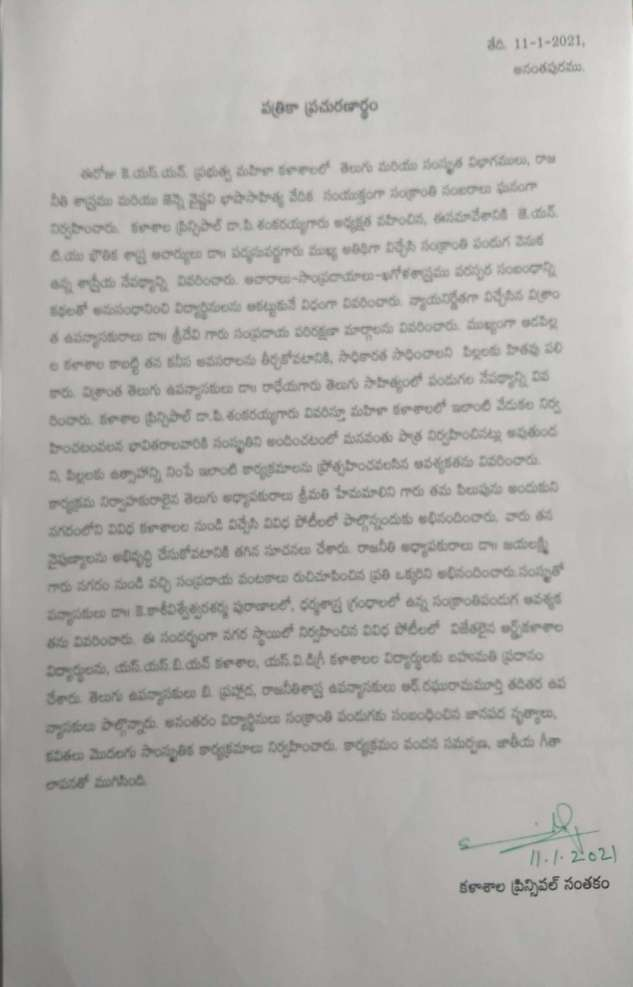 తేది. 11-1-2021,
అనంతపురము.
పత్రికా ప్రచురణార్థం
ఈరోజు కె.యస్.యన్. ప్రభుత్వ మహిళా కళాశాలలో తెలుగు మరియు సంస్కృత విభాగములు, రాజ
నీతి శాస్త్రము మరియు జెన్నె వైష్ణవి భాషాసాహిత్య వేదిక సంయుక్తంగా సంక్రాంతి సంబరాలు ఘనంగా
నిర్వహించారు. కళాశాల ప్రిన్సిపాల్ డా.పి.శంకరయ్యగారు అధ్యక్షత వహించిన, ఈసమావేశానికి జె.యన్.
టి.యు భౌతిక శాస్త్ర ఆచార్యులు డా॥ పద్మసువర్ణగారు ముఖ్య అతిథిగా విచ్చేసి సంక్రాంతి పండుగ వెనుక
ఉన్న శాస్త్రీయ నేపథ్యాన్ని వివరించారు. ఆచారాలు-సాంప్రదాయాలు-ఖగోళశాస్త్రము పరస్పర సంబంధాన్ని
కథలతో అనుసంధానించి విద్యార్థినులను ఆకట్టుకునే విధంగా వివరించారు. న్యాయనిర్ణేతగా విచ్చేసిన విశ్రాం
త ఉపన్యాసకురాలు డా॥ శ్రీదేవి గారు సంప్రదాయ పరిరక్షణా మార్గాలను వివరించారు. ముఖ్యంగా ఆడపిల్ల
ల కళాశాల కాబట్టి తన కనీస అవసరాలను తీర్చుకోవటానికి, సాధికారత సాధించాలని పిల్లలకు హితవు పలి
కారు. విశ్రాంత తెలుగు ఉపన్యాసకులు డా॥ రాధేయగారు తెలుగు సాహిత్యంలో పండుగల నేపథ్యాన్ని వివ
రించారు. కళాశాల ప్రిన్సిపాల్ డా.పి.శంకరయ్యగారు వివరిస్తూ మహిళా కళాశాలలో ఇలాంటి వేడుకల నిర్వ
హించటంవలన భావితరాలవారికి సంస్కృతిని అందించటంలో మనవంతు పాత్ర నిర్వహించినట్లు అవుతుంద
ని, పిల్లలకు ఉత్సాహాన్ని నింపే ఇలాంటి కార్యక్రమాలను ప్రోత్సహించవలసిన ఆవశ్యకతను వివరించారు.
కార్యక్రమ నిర్వాహకురాలైన తెలుగు అధ్యాపకురాలు శ్రీమతి హేమమాలిని గారు తమ పిలుపును అందుకుని
నగరంలోని వివిధ కళాశాలల నుండి విచ్చేసి వివిధ పోటీలలో పాల్గొన్నందుకు అభినందించారు. వారు తన
నైపుణ్యాలను అభివృద్ధి చేసుకోవటానికి తగిన సూచనలు చేశారు. రాజనీతి అధ్యాపకురాలు డా॥ జయలక్ష్మి
గారు నగరం నుండి వచ్చి సంప్రదాయ వంటకాలు రుచిచూపించిన ప్రతి ఒక్కరిని అభినందించారు.సంస్కృతో
పన్యాసకులు డా॥ కె.కాశీవిశ్వేశ్వరశర్మ పురాణాలలో, ధర్మశాస్త్ర గ్రంథాలలో ఉన్న సంక్రాంతిపండుగ ఆవశ్యక
తను వివరించారు. ఈ సందర్భంగా నగర స్థాయిలో నిర్వహించిన వివిధ పోటీలలో విజేతలైన ఆర్ట్స్‌కళాశాల
విద్యార్థులను, యస్.యస్.బి.యన్ కళాశాల, యస్.వి.డిగ్రీ కళాశాలల విద్యార్థులకు బహుమతి ప్రదానం
చేశారు. తెలుగు ఉపన్యాసకులు బి. ప్రహ్లాద, రాజనీతిశాస్త్ర ఉపన్యాసకులు ఆర్.రఘురామమూర్తి తదితర ఉప
న్యాసకులు పాల్గొన్నారు. అనంతరం విద్యార్థినులు సంక్రాంతి పండుగకు సంబంధించిన జానపద నృత్యాలు,
కవితలు మొదలగు సాంస్కృతిక కార్యక్రమాలు నిర్వహించారు. కార్యక్రమం వందన సమర్పణ, జాతీయ గీతా
లాపనతో ముగిసింది.
11.1.2021
కళాశాల ప్రిన్సిపల్ సంతకం